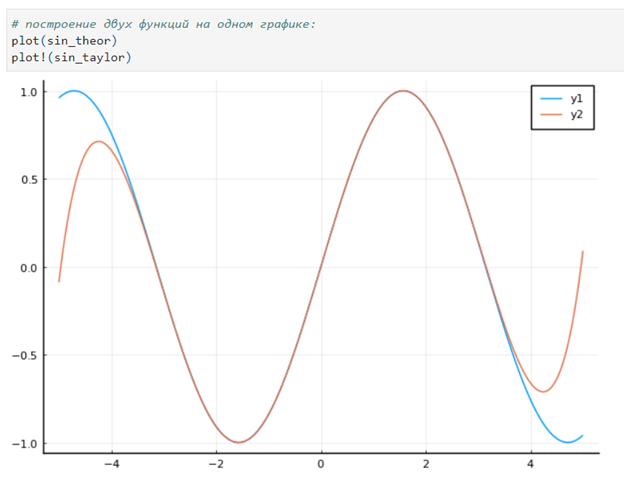 # построение двух функций на одном графике:
plot(sin_theor)
plot!(sin_taylor)
1.0
0.5
0.0
−0.5
−1.0
−4
−2
0
2
4
y1
y2